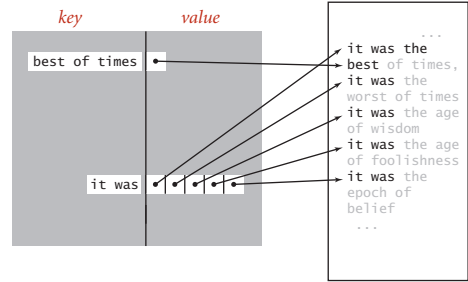 key value
best of times
it was
...
it was the
best of times,
it was the
worst of times
it was the age
of wisdom
it was the age
of foolishness
it was the
epoch of
belief
...